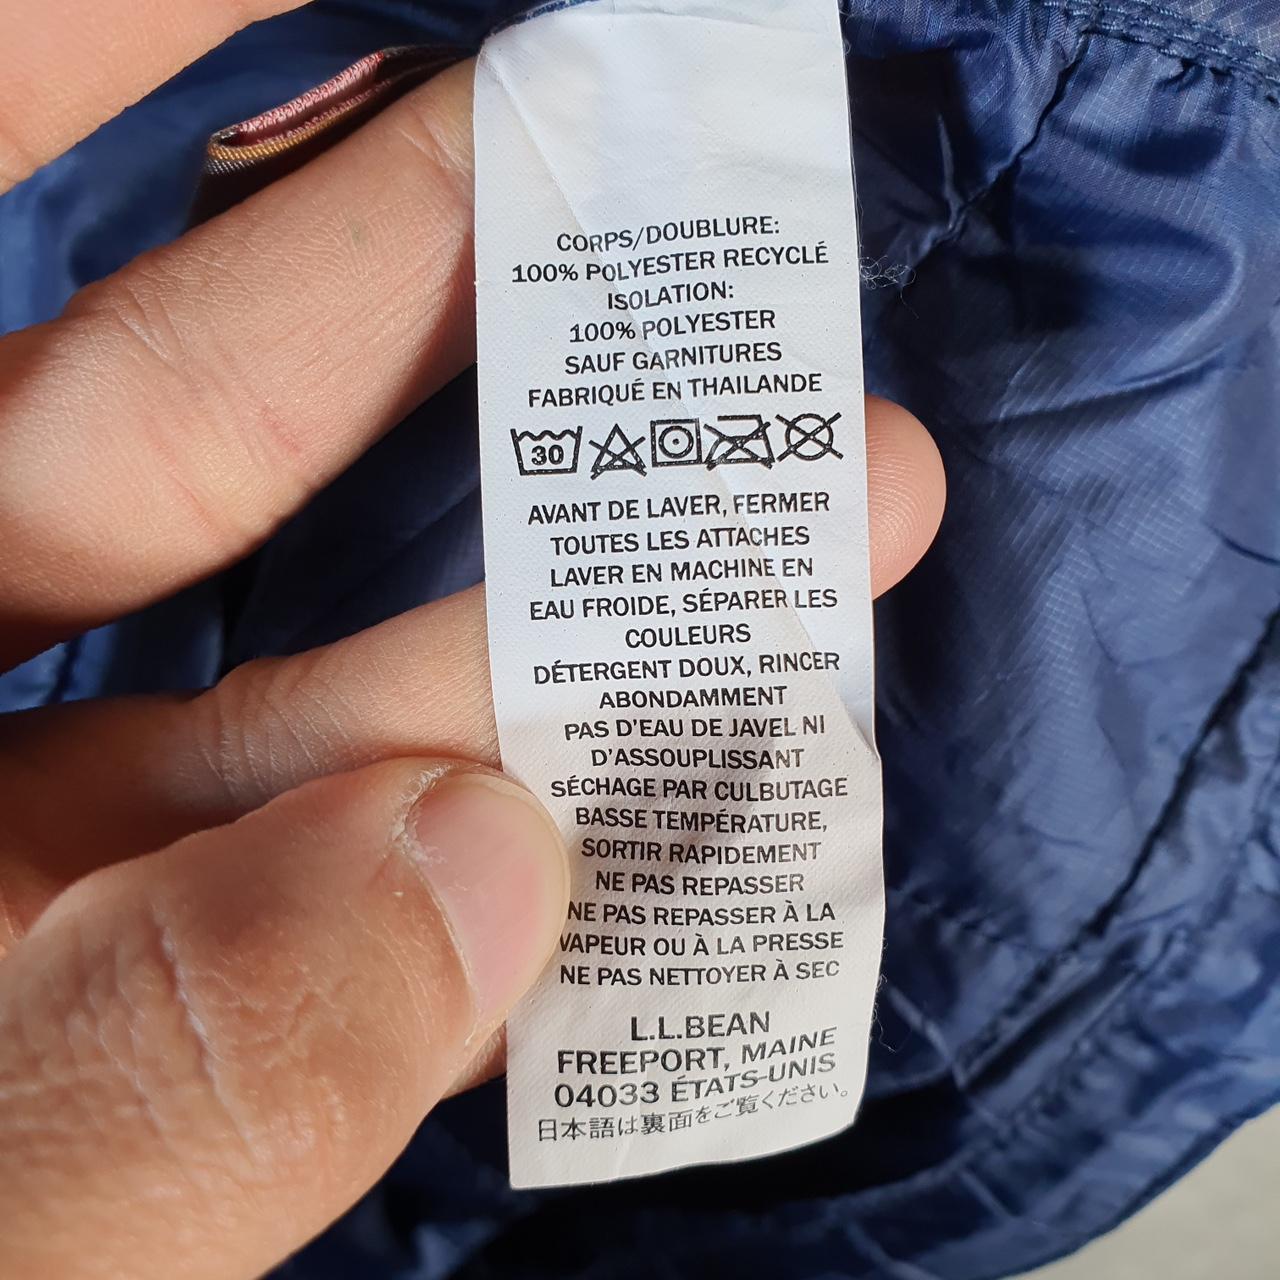 CORPS/DOUBLURE:
100% POLYESTER RECYCLÉ
ISOLATION:
100% POLYESTER
SAUF GARNITURES
FABRIQUÉ EN THAILANDE
30
AVANT DE LAVER, FERMER
TOUTES LES ATTACHES
LAVER EN MACHINE EN
EAU FROIDE, SÉPARER LES
COULEURS
DÉTERGENT DOUX, RINCER
ABONDAMMENT
PAS D'EAU DE JAVEL NI
D'ASSOUPLISSANT
SÉCHAGE PAR CULBUTAGE
BASSE TEMPÉRATURE,
SORTIR RAPIDEMENT
NE PAS REPASSER
NE PAS REPASSER À LA
VAPEUR OU À LA PRESSE
NE PAS NETTOYER À SEC
L.L.BEAN
FREEPORT, MAINE
04033 ÉTATS-UNIS
日本語は裏面をご覧ください。